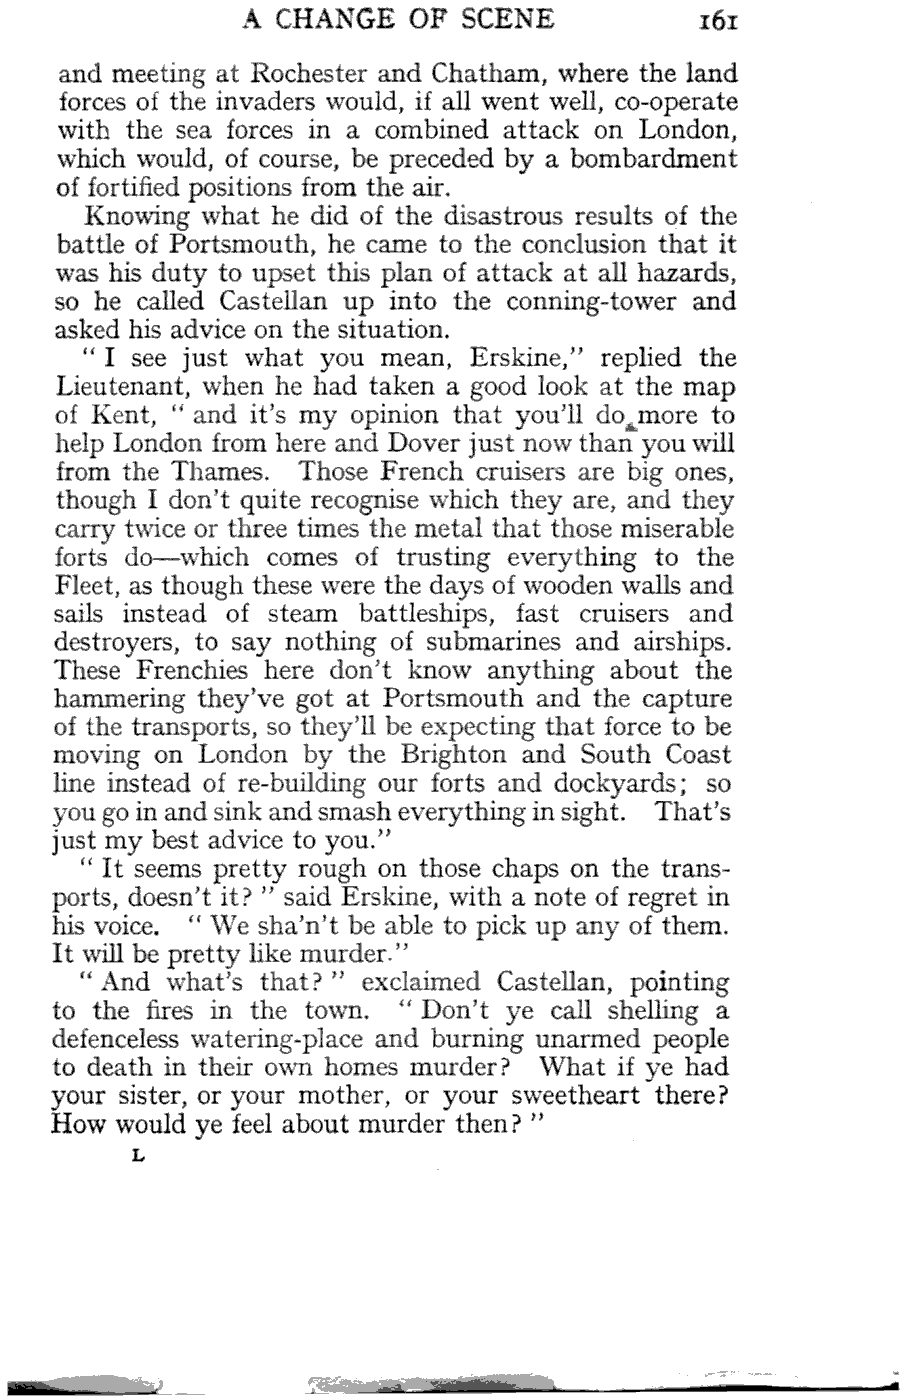 A CHANGE OF SCENE 161
and meeting at Rochester and Chatham, where the land
forces of the invaders would, if all went well, co-operate
with the sea forces in a combined attack on London,
which would, of course, be preceded by a bombardment
of fortified positions from the air.
Knowing what he did of the disastrous results of the
battle of Portsmouth, he came to the conclusion that it
was his duty to upset this plan of attack at all hazards,
so he called Castellan up into the conning-tower and
asked his advice on the situation.
" I see just what you mean, Erskine," replied the
Lieutenant, when he had taken a good look at the map
of Kent, " and it's my opinion that you'll do more to
help London from here and Dover just now than you will
from the Thames. Those French cruisers are big ones,
though I don't quite recognise which they are, and they
carry twice or three times the metal that those miserable
forts do—which comes of trusting everything to the
Fleet, as though these were the days of wooden walls and
sails instead of steam battleships, fast cruisers and
destroyers, to say nothing of submarines and airships.
These Frenchies here don't know anything about the
hammering they've got at Portsmouth and the capture
of the transports, so they'll be expecting that force to be
moving on London by the Brighton and South Coast
line instead of re-building our forts and dockyards; so
you go in and sink and smash everything in sight. That's
just my best advice to you."
" It seems pretty rough on those chaps on the trans-
ports, doesn't it? " said Erskine, with a note of regret in
his voice. " We sha'n't be able to pick up any of them.
It will be pretty like murder."
" And what's that? " exclaimed Castellan, pointing
to the fires in the town. " Don't ye call shelling a
defenceless watering-place and burning unarmed people
to death in their own homes murder? What if ye had
your sister, or your mother, or your sweetheart there?
How would ye feel about murder then? "
L